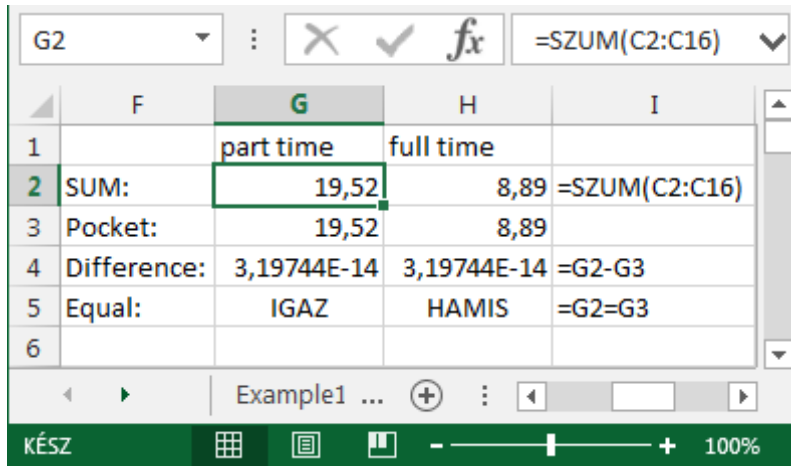 G2 fx =SZUM(C2:C16)
F G H I
1 part time full time
2 SUM: 19,52 8,89 =SZUM(C2:C16)
3 Pocket: 19,52 8,89
4 Difference: 3,19744E-14 3,19744E-14 =G2-G3
5 Equal: IGAZ HAMIS =G2=G3
6
Example1 ...
KÉSZ 100%